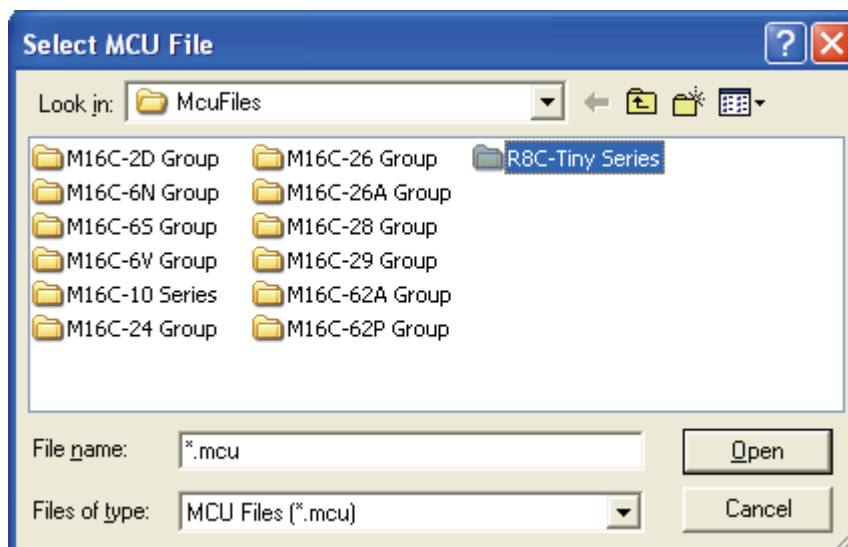 Select MCU File
Look in: McuFiles
M16C-2D Group M16C-26 Group R8C-Tiny Series
M16C-6N Group M16C-26A Group
M16C-6S Group M16C-28 Group
M16C-6V Group M16C-29 Group
M16C-10 Series M16C-62A Group
M16C-24 Group M16C-62P Group
File name: *.mcu Open
Files of type: MCU Files (*.mcu) Cancel